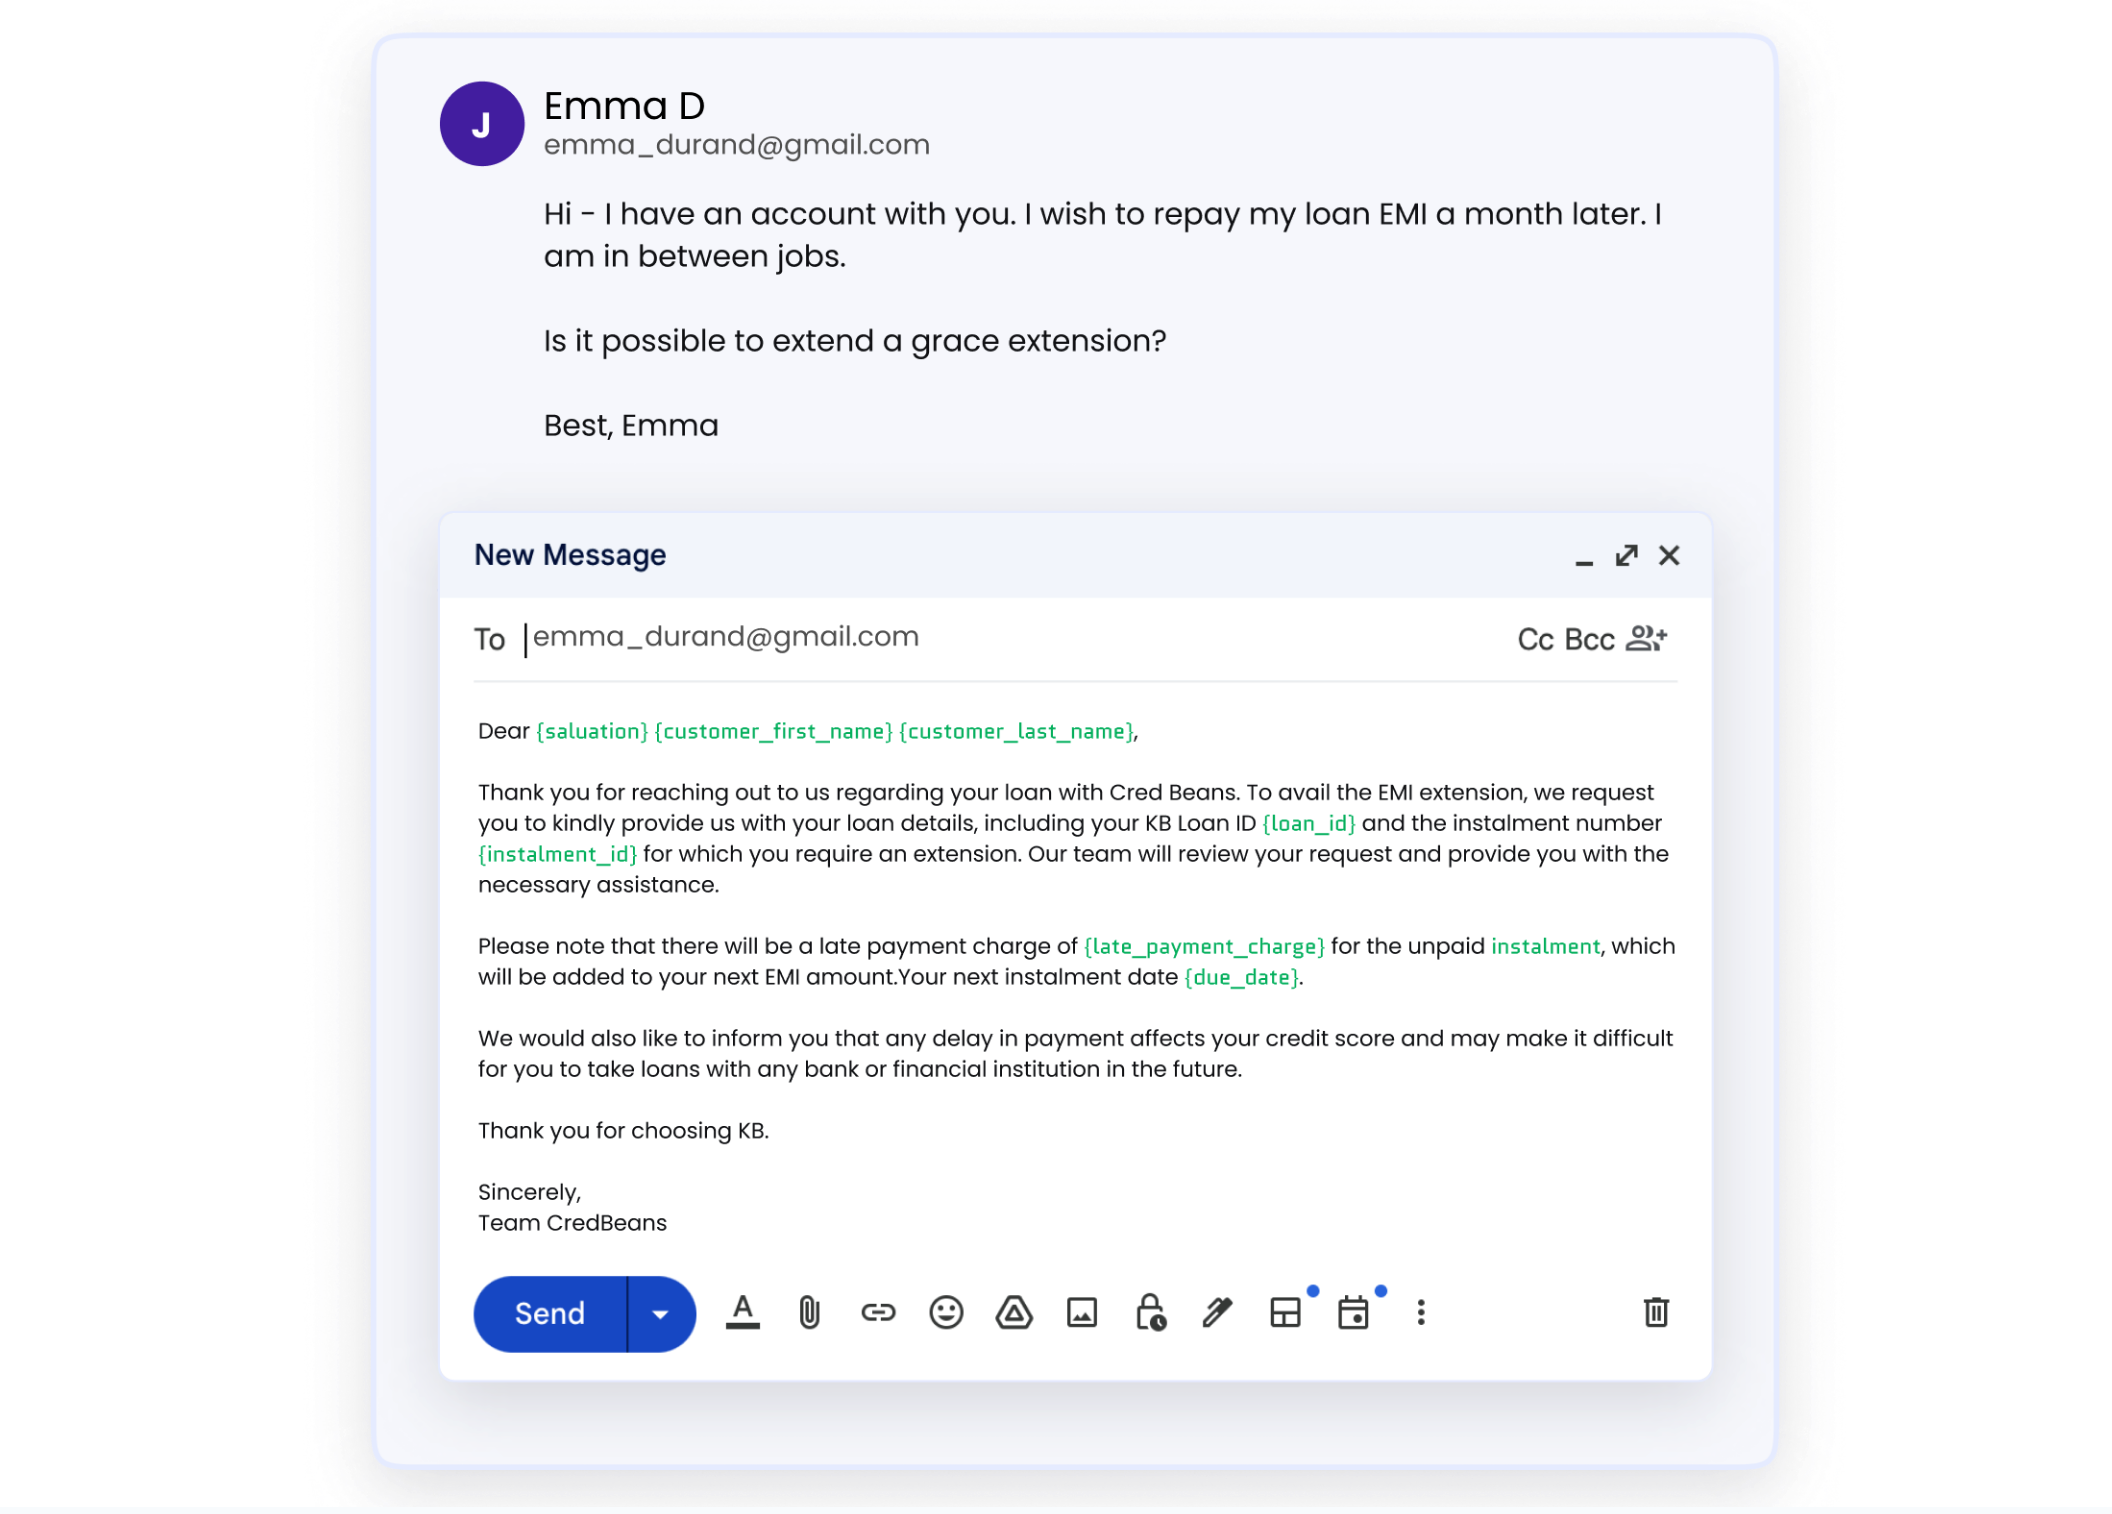 J
Emma D
emma_durand@gmail.com
Hi - I have an account with you. I wish to repay my loan EMI a month later. I
am in between jobs.
Is it possible to extend a grace extension?
Best, Emma
New Message
To emma_durand@gmail.com Cc Bcc
Dear {saluation} {customer_first_name} {customer_last_name},
Thank you for reaching out to us regarding your loan with Cred Beans. To avail the EMI extension, we request
you to kindly provide us with your loan details, including your KB Loan ID {loan_id} and the instalment number
{instalment_id} for which you require an extension. Our team will review your request and provide you with the
necessary assistance.
Please note that there will be a late payment charge of {late_payment_charge} for the unpaid instalment, which
will be added to your next EMI amount.Your next instalment date {due_date}.
We would also like to inform you that any delay in payment affects your credit score and may make it difficult
for you to take loans with any bank or financial institution in the future.
Thank you for choosing KB.
Sincerely,
Team CredBeans
Send A